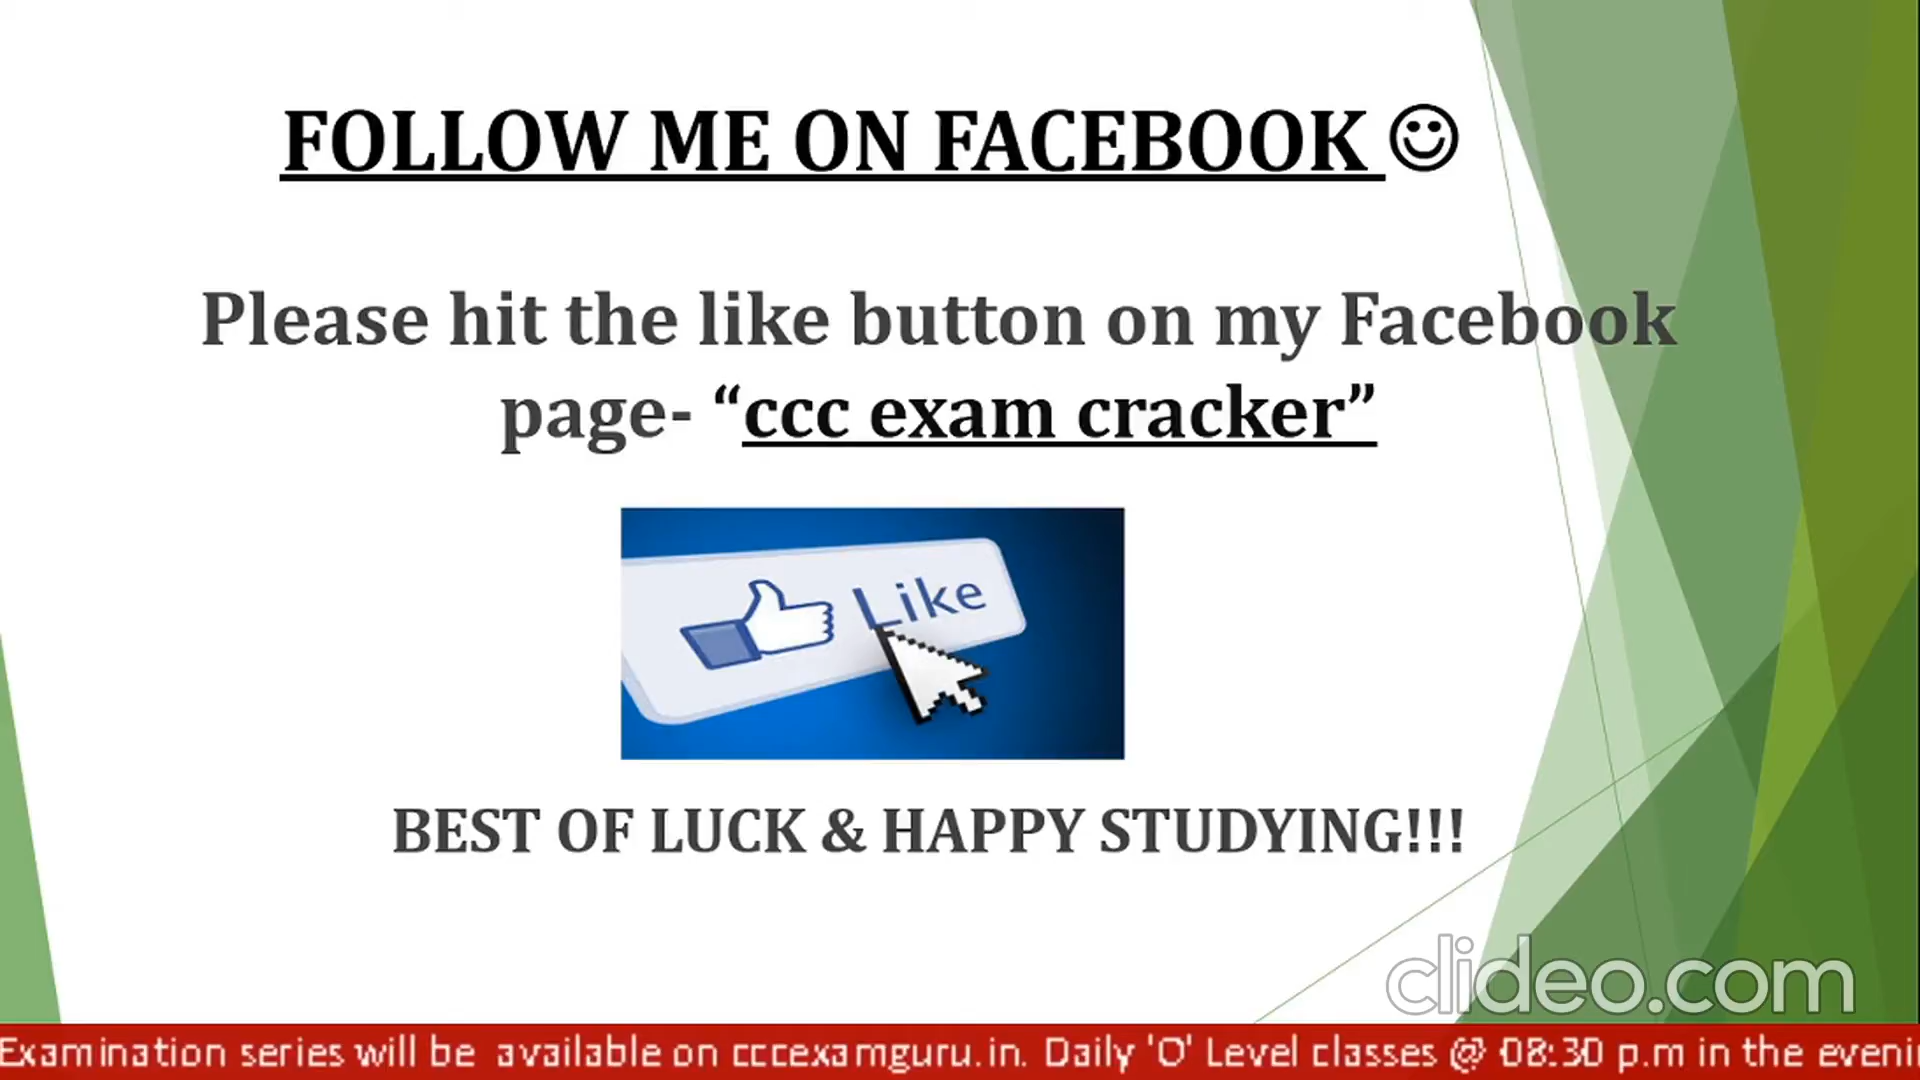 FOLLOW ME ON FACEBOOK ☺
Please hit the like button on my Facebook
page- “ccc exam cracker”
Like
BEST OF LUCK & HAPPY STUDYING!!!
clideo.com
Examination series will be available on cccexamguru.in. Daily 'O' Level classes @ 08:30 p.m in the